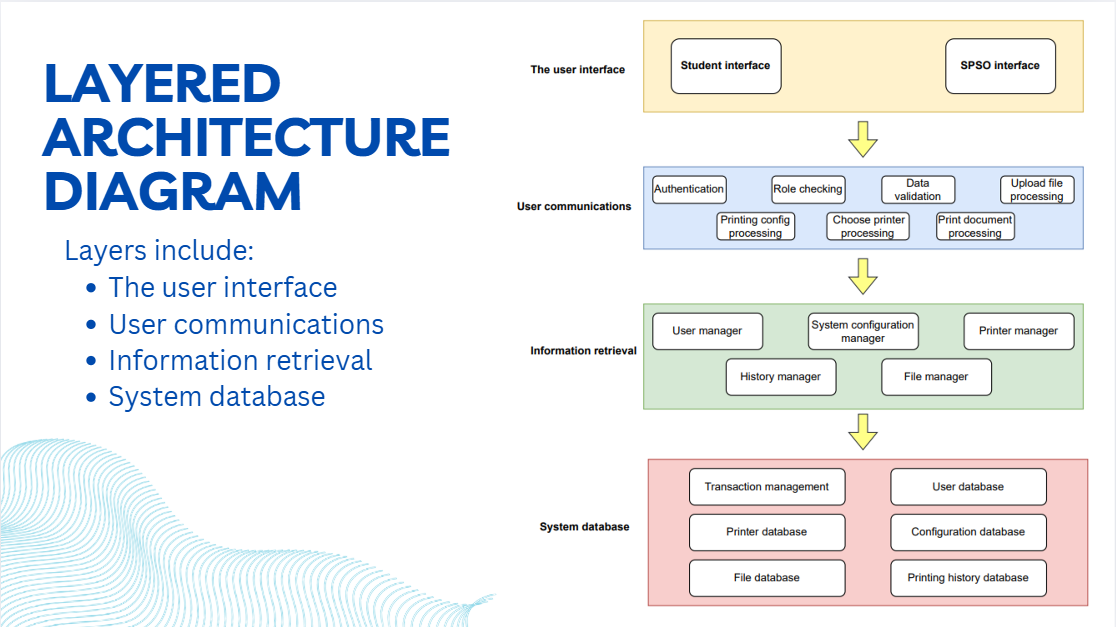 LAYERED
ARCHITECTURE
DIAGRAM
Layers include:
The user interface
User communications
Information retrieval
System database
The user interface
Student interface
SPSO interface
User communications
Authentication
Role checking
Data
validation
Upload file
processing
Printing config
processing
Choose printer
processing
Print document
processing
Information retrieval
User manager
System configuration
manager
Printer manager
History manager
File manager
System database
Transaction management
User database
Printer database
Configuration database
File database
Printing history database